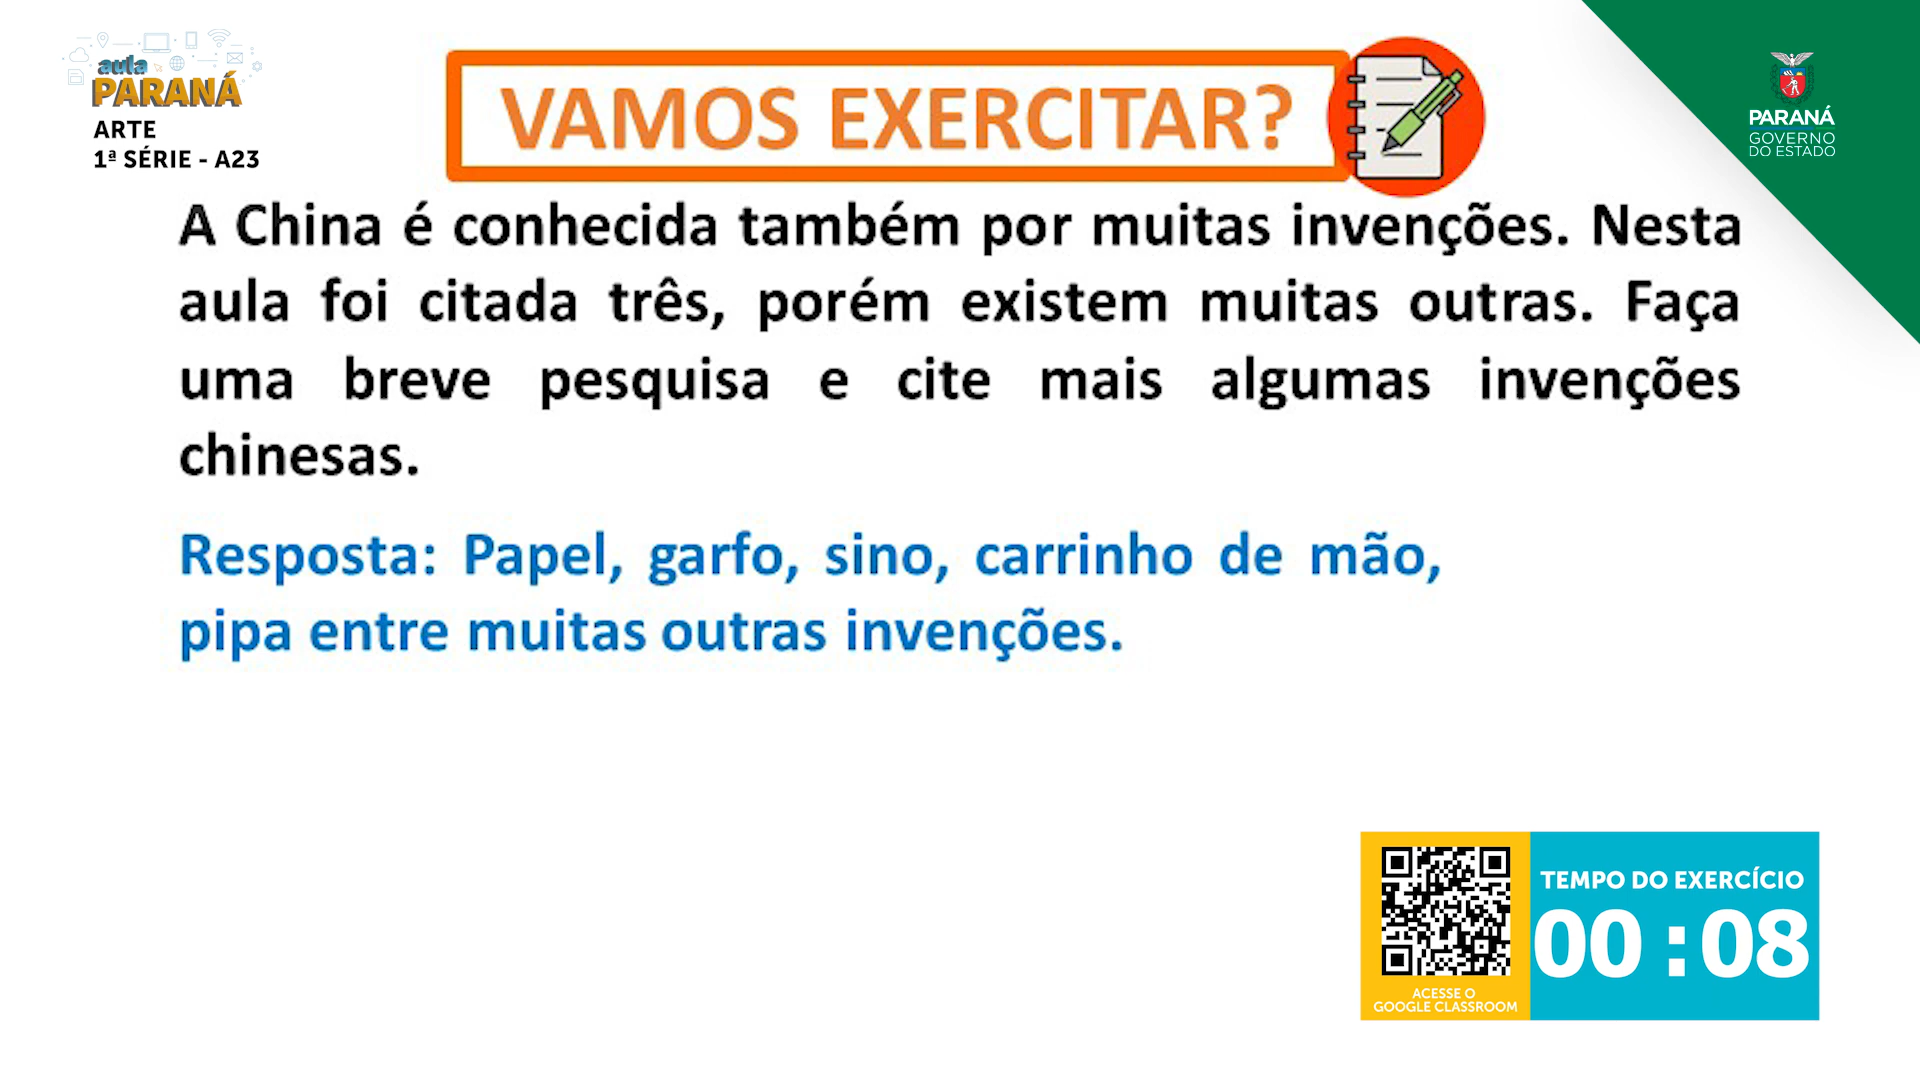 aula
PARANÁ
ARTE
1ª SÉRIE - A23
VAMOS EXERCITAR?
PARANÁ
GOVERNO
DO ESTADO
A China é conhecida também por muitas invenções. Nesta
aula foi citada três, porém existem muitas outras. Faça
uma breve pesquisa e cite mais algumas invenções
chinesas.
Resposta: Papel, garfo, sino, carrinho de mão,
pipa entre muitas outras invenções.
ACESSE O
GOOGLE CLASSROOM
TEMPO DO EXERCÍCIO
00:08